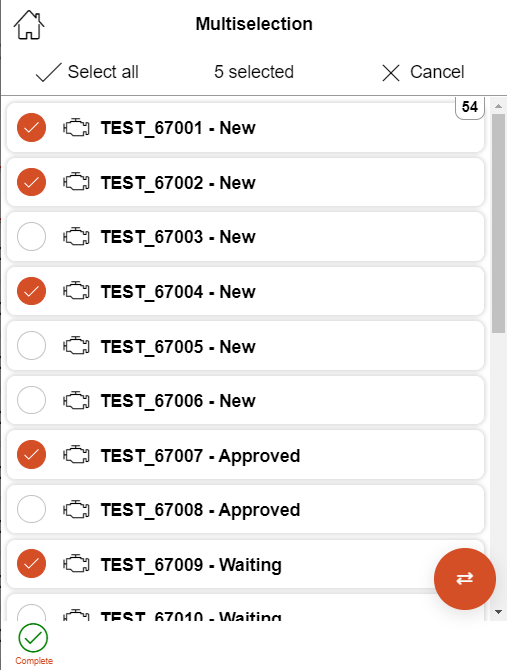 Multiselection
Select all 5 selected Cancel
54
TEST_67001 - New
TEST_67002 - New
TEST_67003 - New
TEST_67004 - New
TEST_67005 - New
TEST_67006 - New
TEST_67007 - Approved
TEST_67008 - Approved
TEST_67009 - Waiting
TEST_67010 - Waiting
Complete